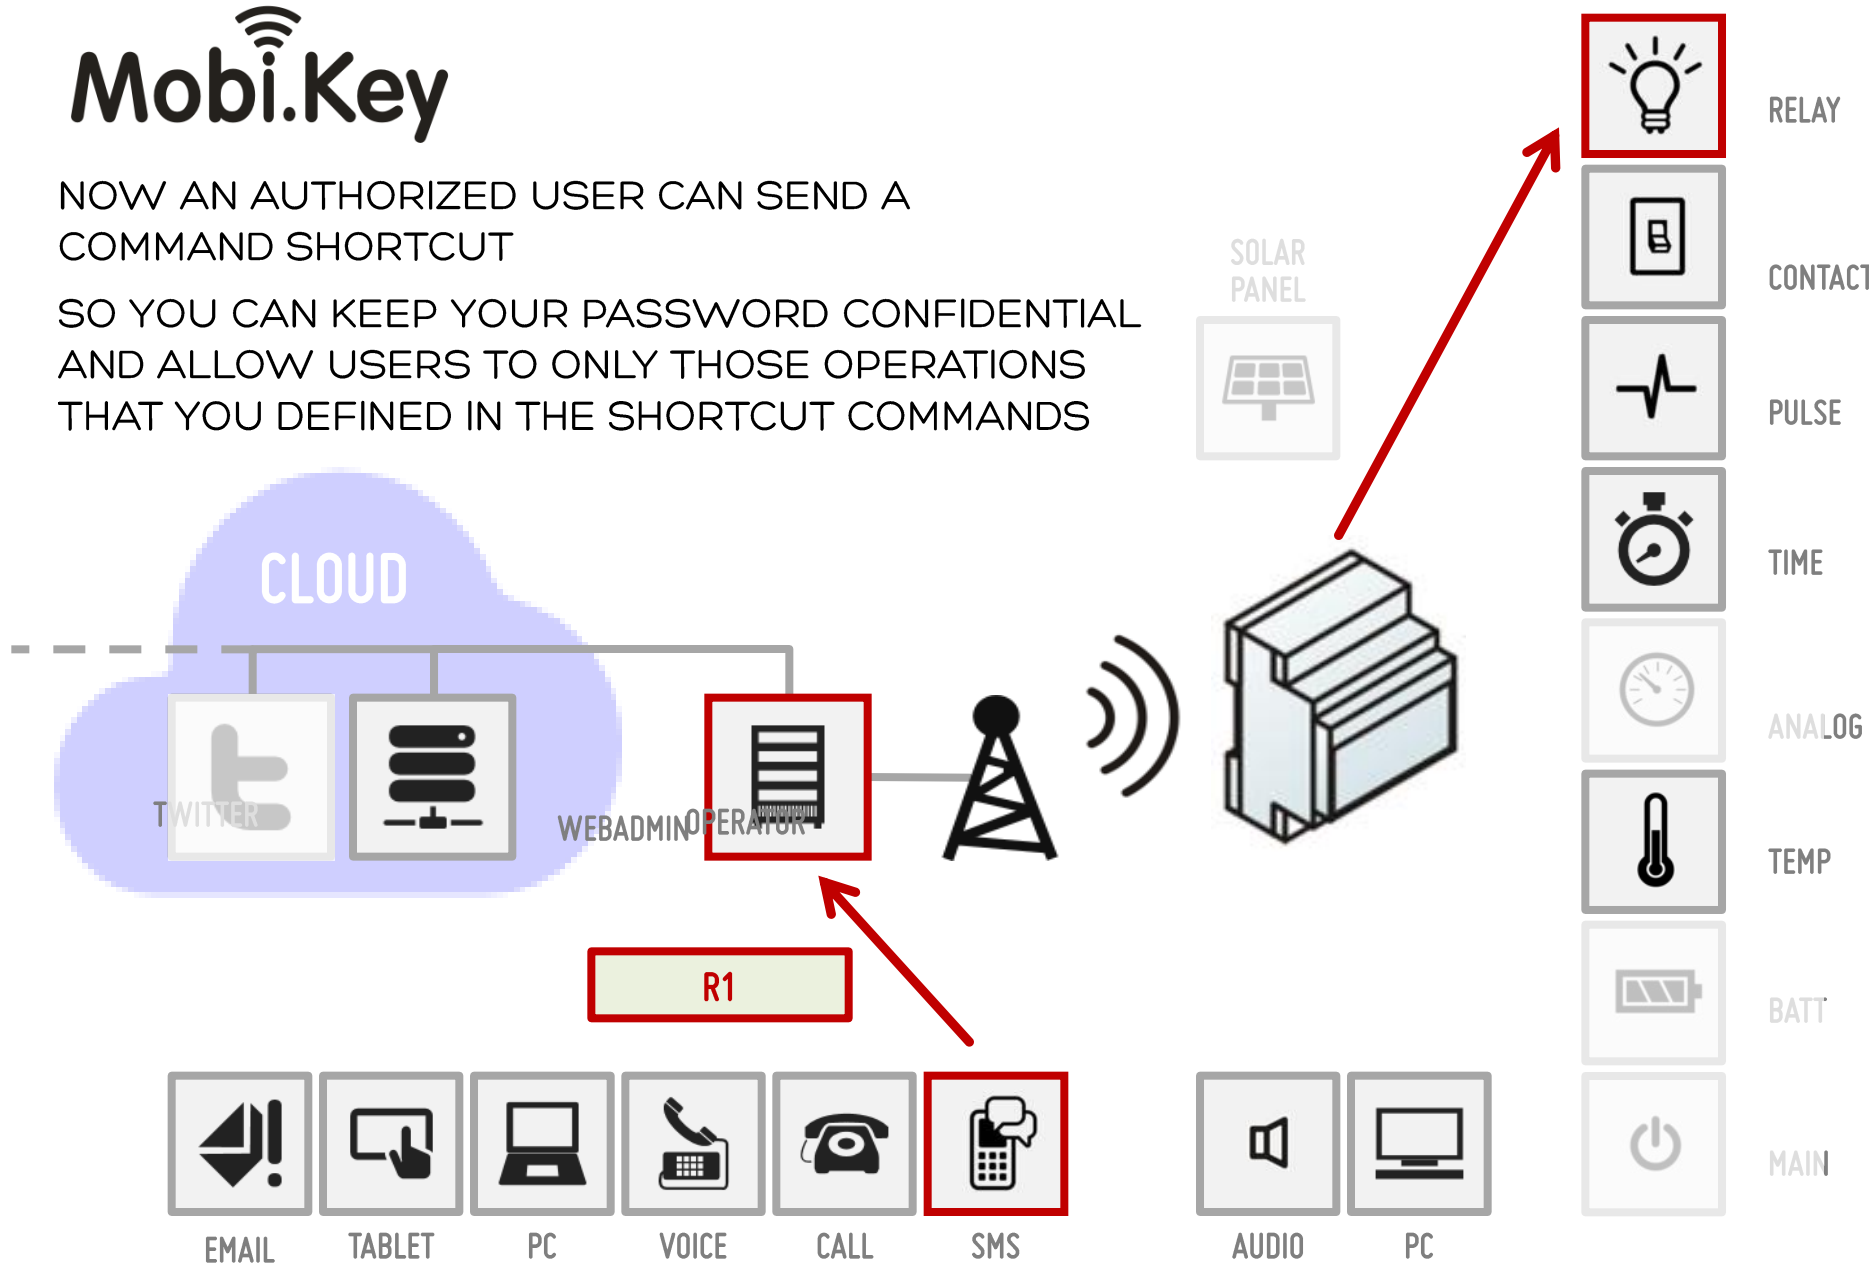 Mobi.Key
NOW AN AUTHORIZED USER CAN SEND A
COMMAND SHORTCUT
SO YOU CAN KEEP YOUR PASSWORD CONFIDENTIAL
AND ALLOW USERS TO ONLY THOSE OPERATIONS
THAT YOU DEFINED IN THE SHORTCUT COMMANDS
SOLAR
PANEL
RELAY
CONTACT
PULSE
TIME
ANALOG
TEMP
BATT
MAIN
CLOUD
TWITTER
WEBADMIN
OPERATOR
R1
EMAIL
TABLET
PC
VOICE
CALL
SMS
AUDIO
PC